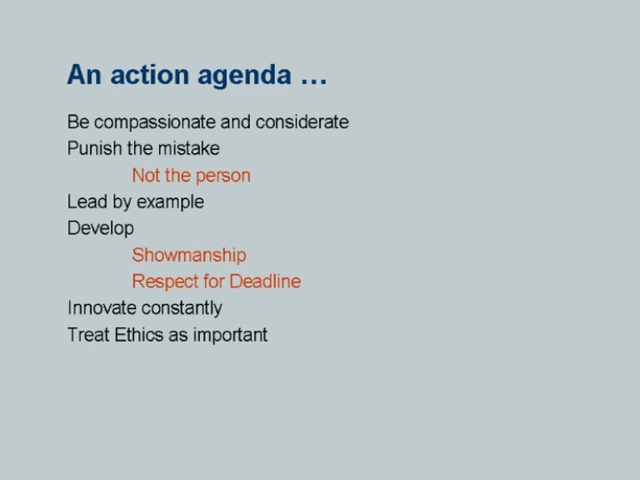 An action agenda …
Be compassionate and considerate
Punish the mistake
Not the person
Lead by example
Develop
Showmanship
Respect for Deadline
Innovate constantly
Treat Ethics as important